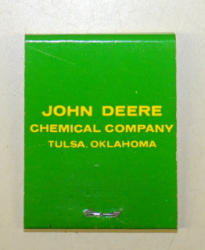 JOHN DEERE
CHEMICAL COMPANY
TULSA, OKLAHOMA